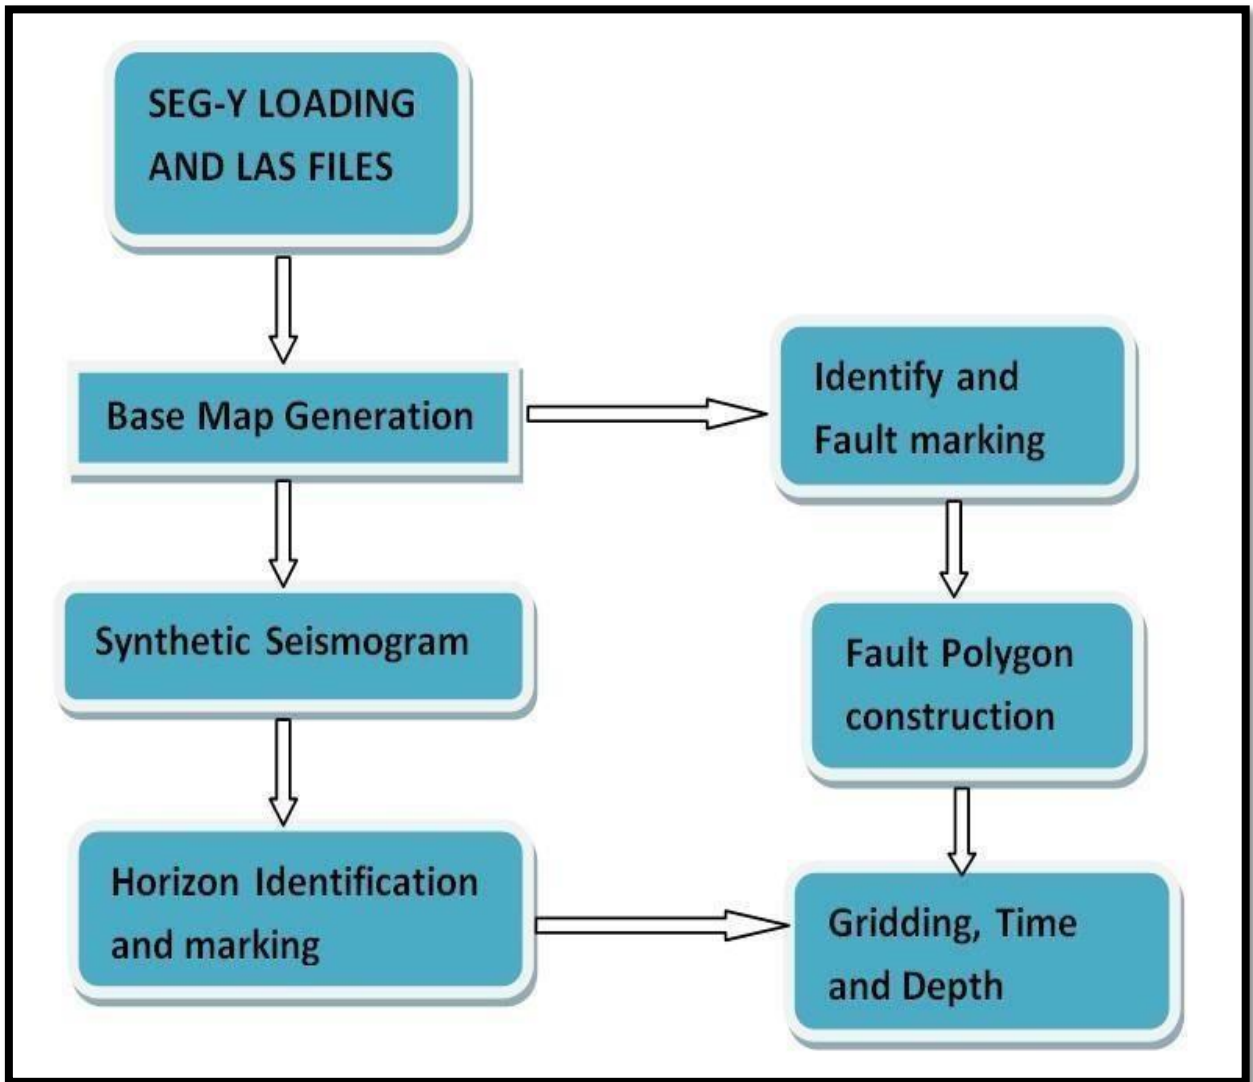 SEG-Y LOADING
AND LAS FILES
Base Map Generation
Identify and
Fault marking
Synthetic Seismogram
Fault Polygon
construction
Horizon Identification
and marking
Gridding, Time
and Depth